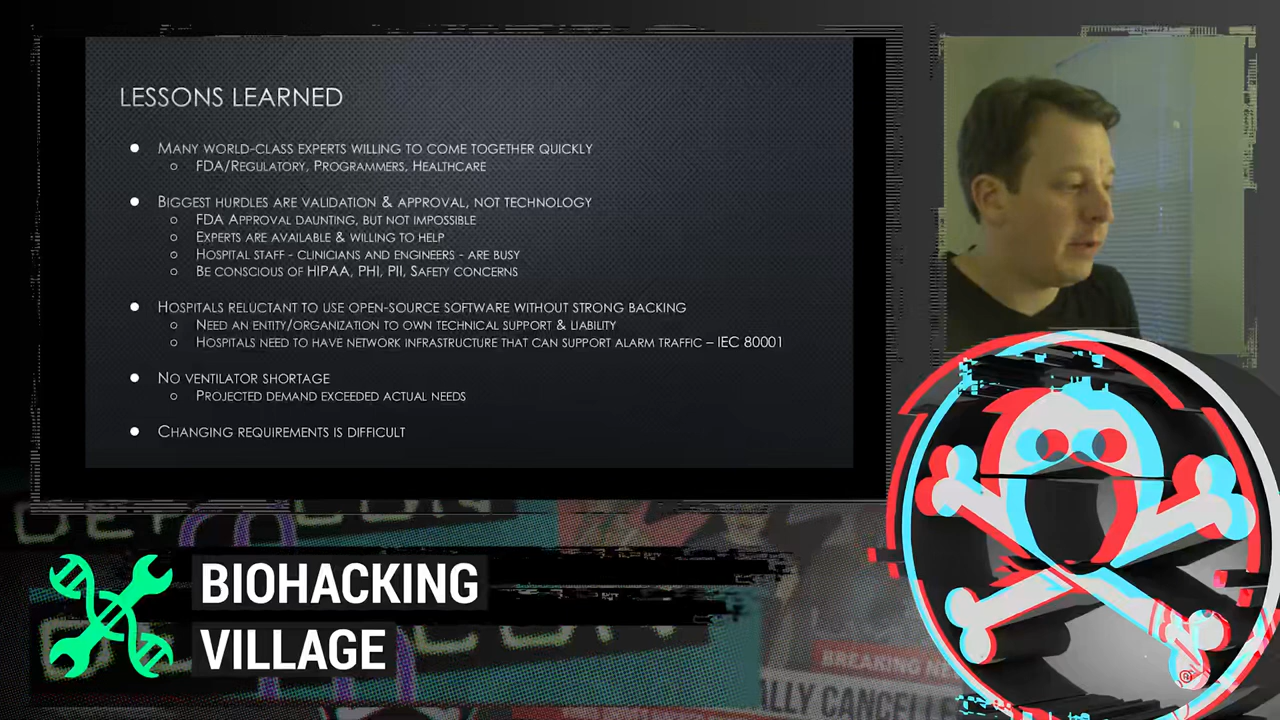 LESSONS LEARNED
MANY WORLD-CLASS EXPERTS WILLING TO COME TOGETHER QUICKLY
FDA/REGULATORY, PROGRAMMERS, HEALTHCARE
BIGGEST HURDLES ARE VALIDATION & APPROVAL, NOT TECHNOLOGY
FDA APPROVAL DAUNTING BUT NOT IMPOSSIBLE
EXPERTS ARE AVAILABLE & WILLING TO HELP
HOSPITAL STAFF - CLINICIANS AND ENGINEERS - ARE BUSY
BE CONSCIOUS OF HIPAA, PHI, PII, SAFETY CONCERNS
HOSPITALS RELUCTANT TO USE OPEN-SOURCE SOFTWARE WITHOUT STRONG BACKING
NEED ENTITY/ORGANIZATION TO OWN TECHNICAL SUPPORT & LIABILITY
HOSPITALS NEED TO HAVE NETWORK INFRASTRUCTURE THAT CAN SUPPORT ALARM TRAFFIC – IEC 80001
NO VENTILATOR SHORTAGE
PROJECTED DEMAND EXCEEDED ACTUAL
CHANGING REQUIREMENTS IS DIFFICULT
BIOHACKING
VILLAGE
BREAKING
ALLY CANCELLE
®